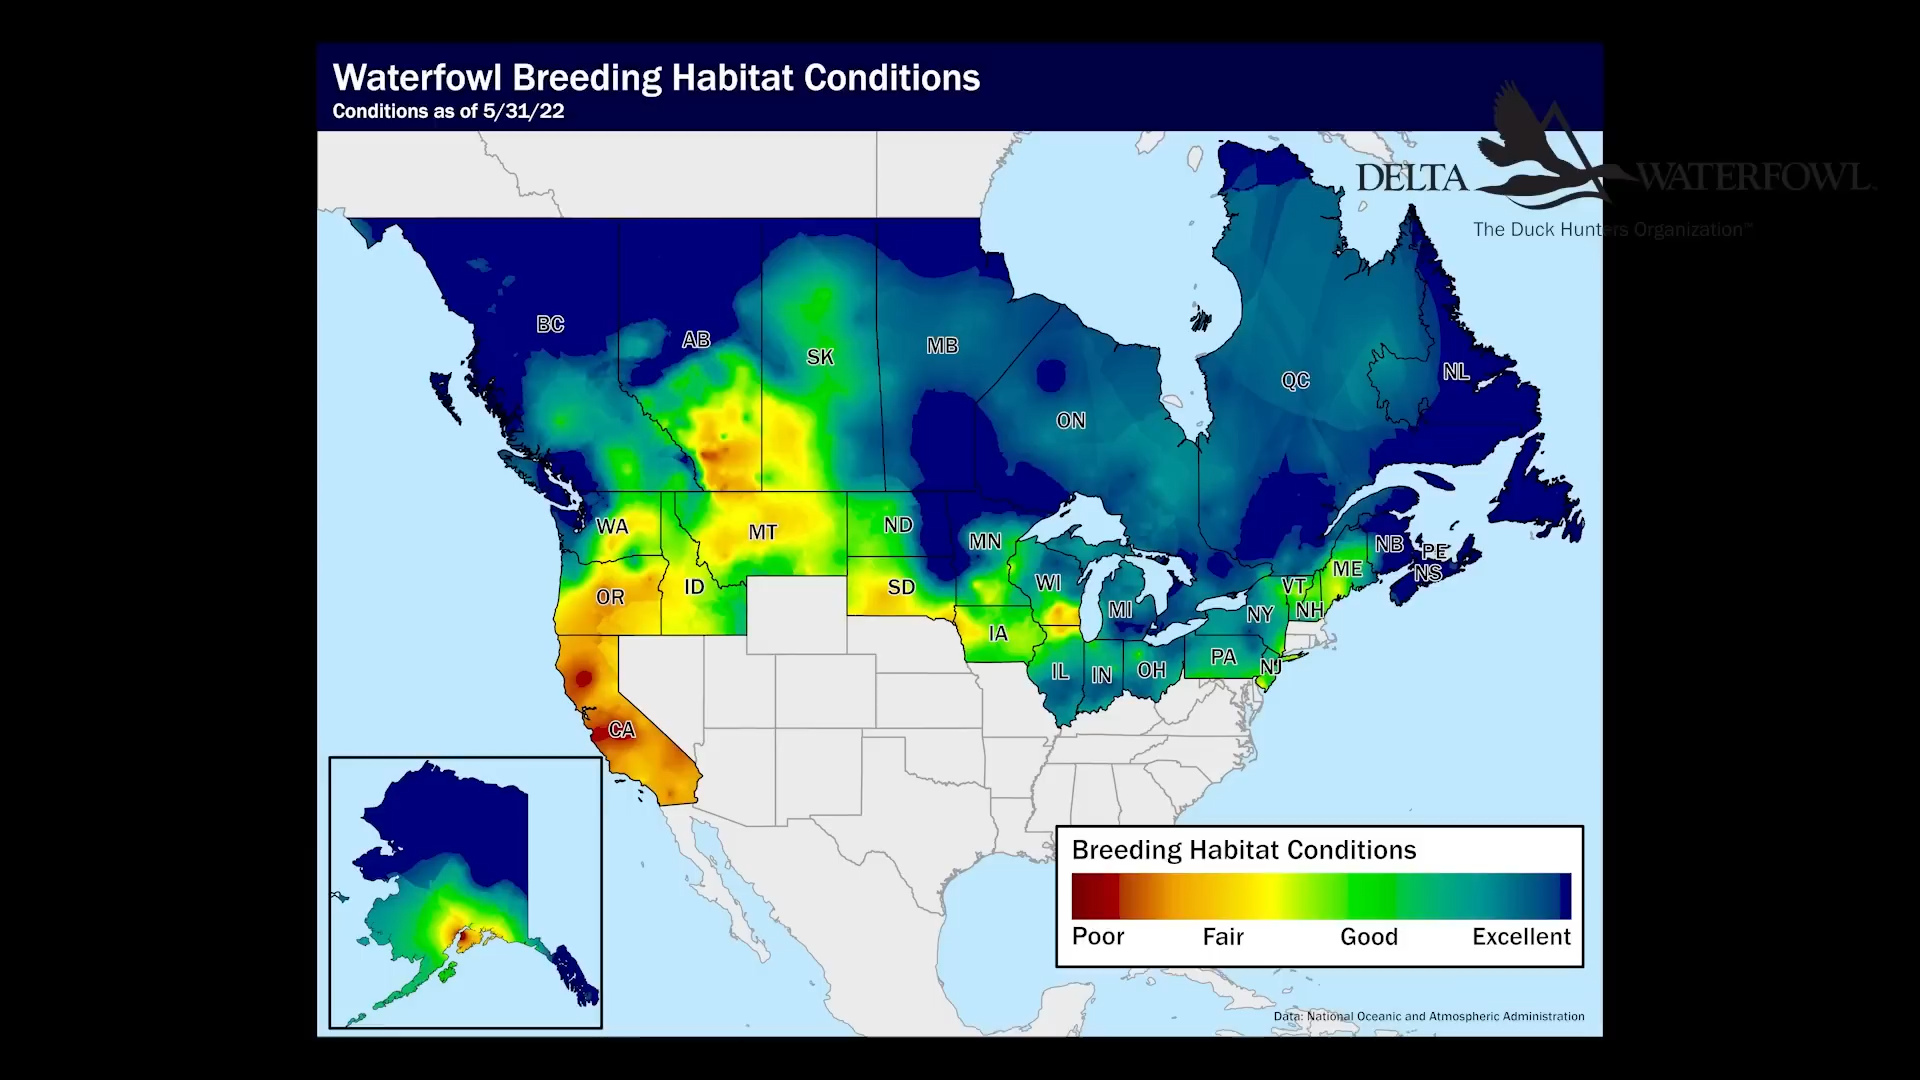 Waterfowl Breeding Habitat Conditions
Conditions as of 5/31/22
DELTA WATERFOWL
The Duck Hunters Organization
BC
AB
SK
MB
ON
QC
NL
WA
MT
ND
MN
NB
PE
NS
ME
VT
NH
NY
OR
ID
SD
WI
MI
IA
IL
IN
OH
PA
NJ
CA
Breeding Habitat Conditions
Poor Fair Good Excellent
Data: National Oceanic and Atmospheric Administration